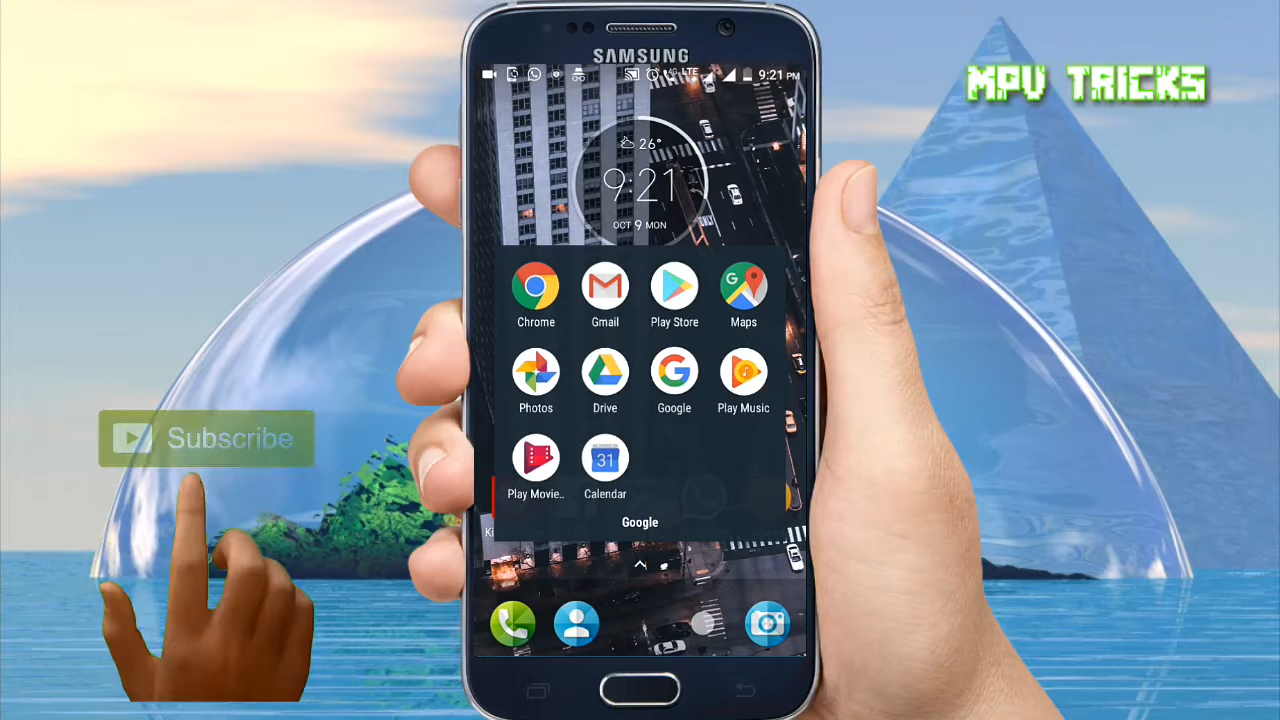 SAMSUNG
LTE 9:21 PM
MPV TRICKS
26°
9:21
OCT 9 MON
Chrome Gmail Play Store Maps
Photos Drive Google Play Music
31
Play Movie.. Calendar
Google
Subscribe